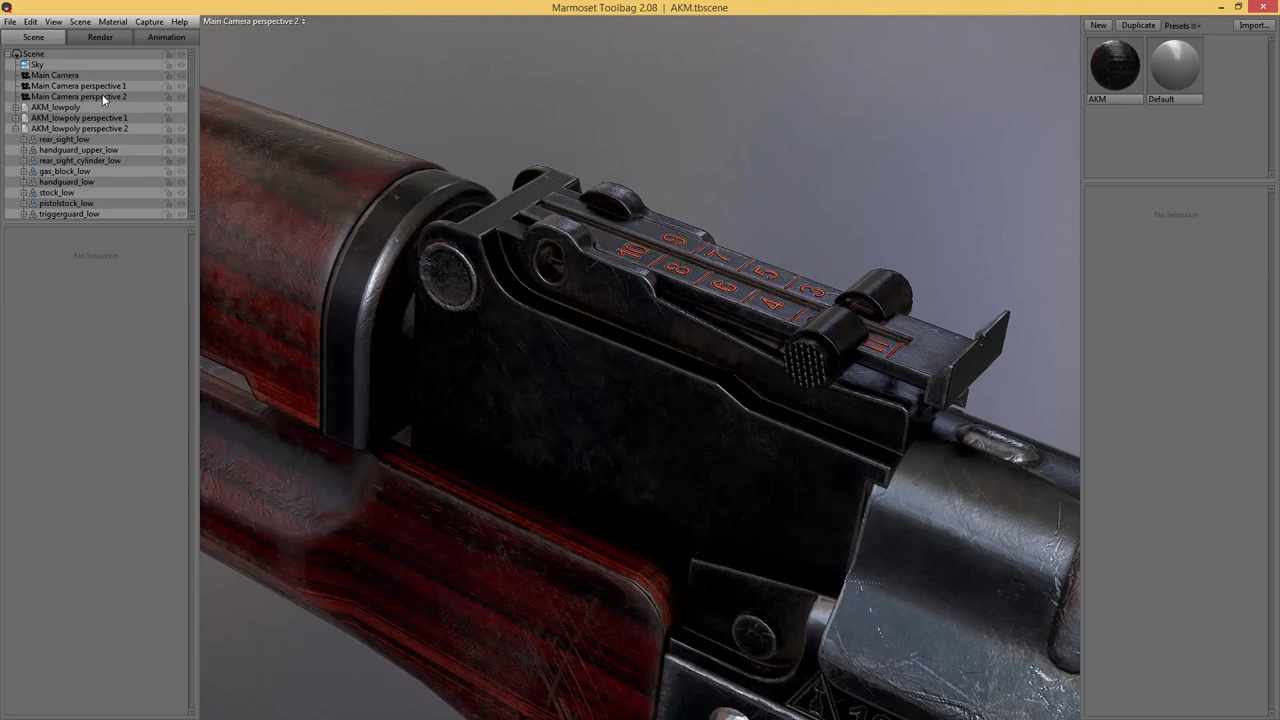 Marmoset Toolbag 2.08 | AKM.tbscene
File Edit View Scene Material Capture Help
Main Camera perspective 2
New Duplicate Presets Import...
Scene Render Animation
Scene
Sky
Main Camera
Main Camera perspective 1
Main Camera perspective 2
AKM_lowpoly
AKM_lowpoly perspective 1
AKM_lowpoly perspective 2
rear_sight_low
handguard_upper_low
rear_sight_cylinder_low
gas_block_low
handguard_low
stock_low
pistolstock_low
triggerguard_low
No Selection
AKM Default
No Selection
9 7 5 3
10 8 6 4
П